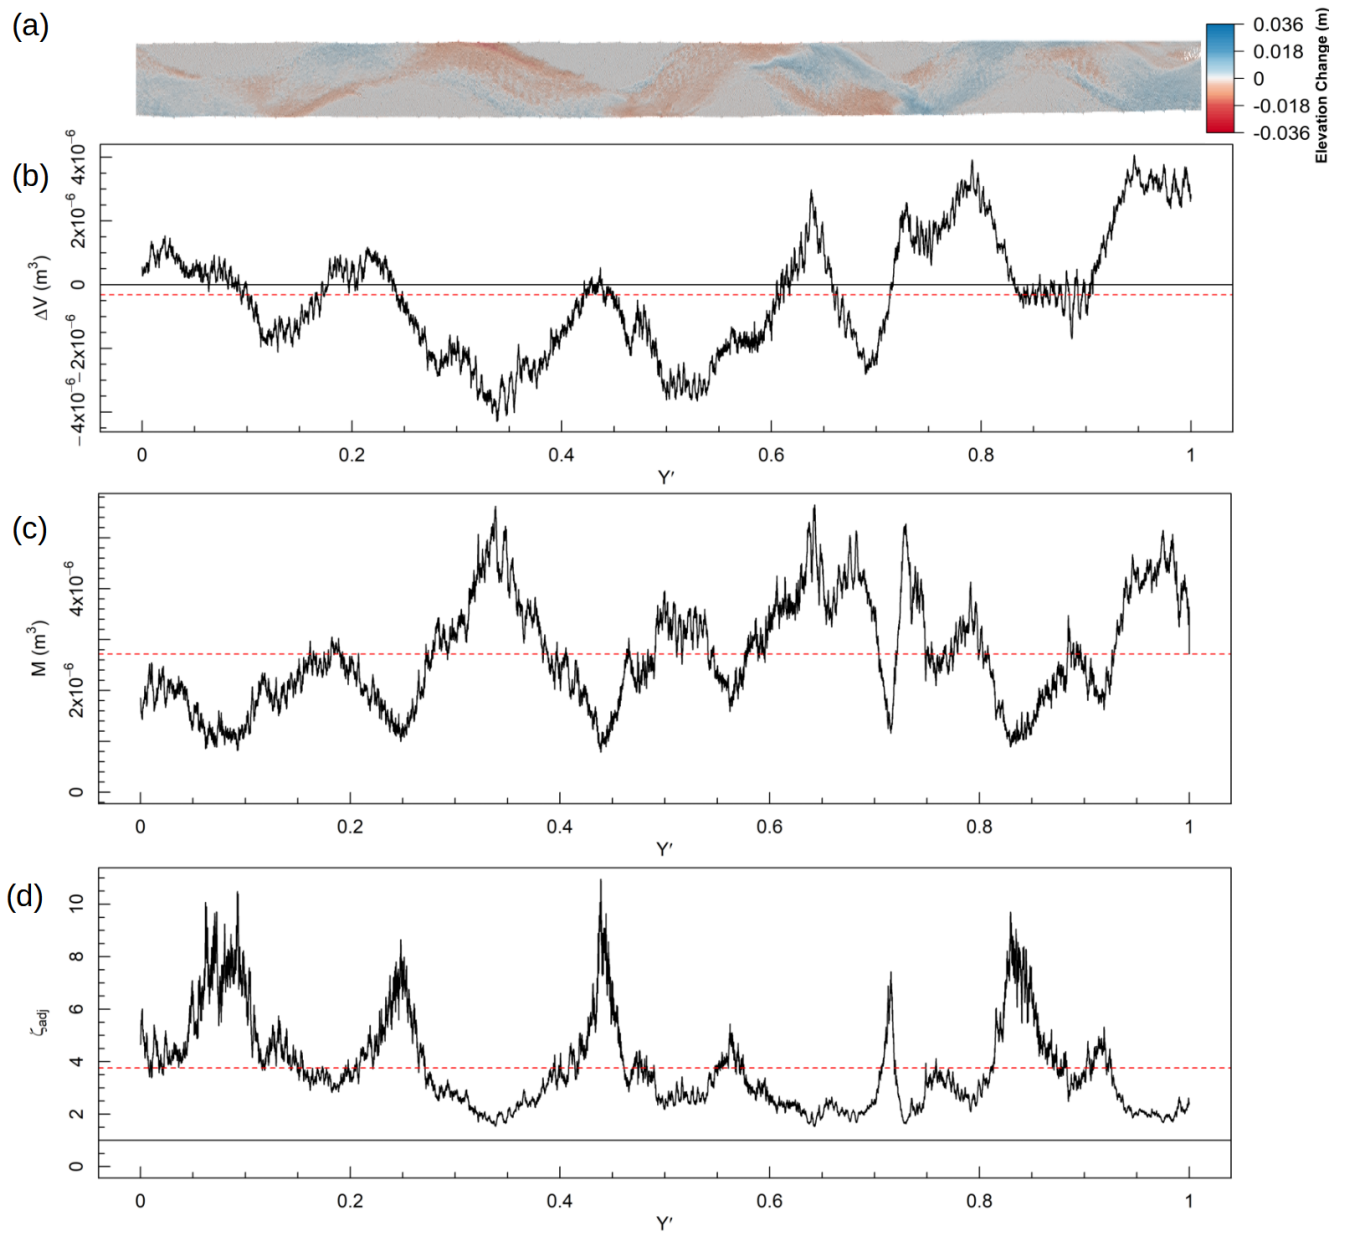 (a)
0.036
0.018
0
-0.018
-0.036
Elevation Change (m)
(b)
4x10⁻⁶
2x10⁻⁶
0
−2x10⁻⁶
−4x10⁻⁶
ΔV (m³)
0 0.2 0.4 0.6 0.8 1
Y′
(c)
4x10⁻⁶
2x10⁻⁶
0
M (m³)
0 0.2 0.4 0.6 0.8 1
Y′
(d)
10
8
6
4
2
0
ζadj
0 0.2 0.4 0.6 0.8 1
Y′